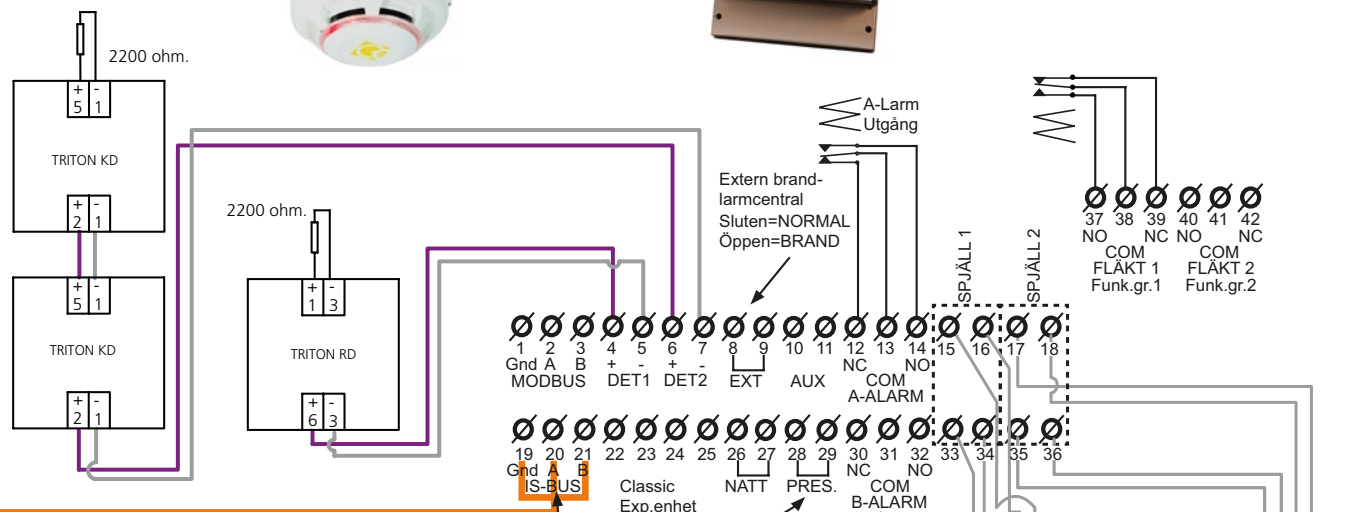 2200 ohm.
+ -
5 1
TRITON KD
+ -
2 1
+ -
5 1
TRITON KD
+ -
2 1
2200 ohm.
+ -
1 3
TRITON RD
+ -
6 3
A-Larm
Utgång
Extern brand-
larmcentral
Sluten=NORMAL
Öppen=BRAND
SPJÄLL 1
SPJÄLL 2
37 38 39 40 41 42
NO NC NO NC
COM COM
FLÄKT 1 FLÄKT 2
Funk.gr.1 Funk.gr.2
1 2 3 4 5 6 7 8 9 10 11 12 13 14 15 16 17 18
Gnd A B + - + - NC NO
MODBUS DET1 DET2 EXT AUX COM
A-ALARM
19 20 21 22 23 24 25 26 27 28 29 30 31 32 33 34 35 36
Gnd A B NC NO
IS-BUS Classic NATT PRES. COM
Exp.enhet B-ALARM